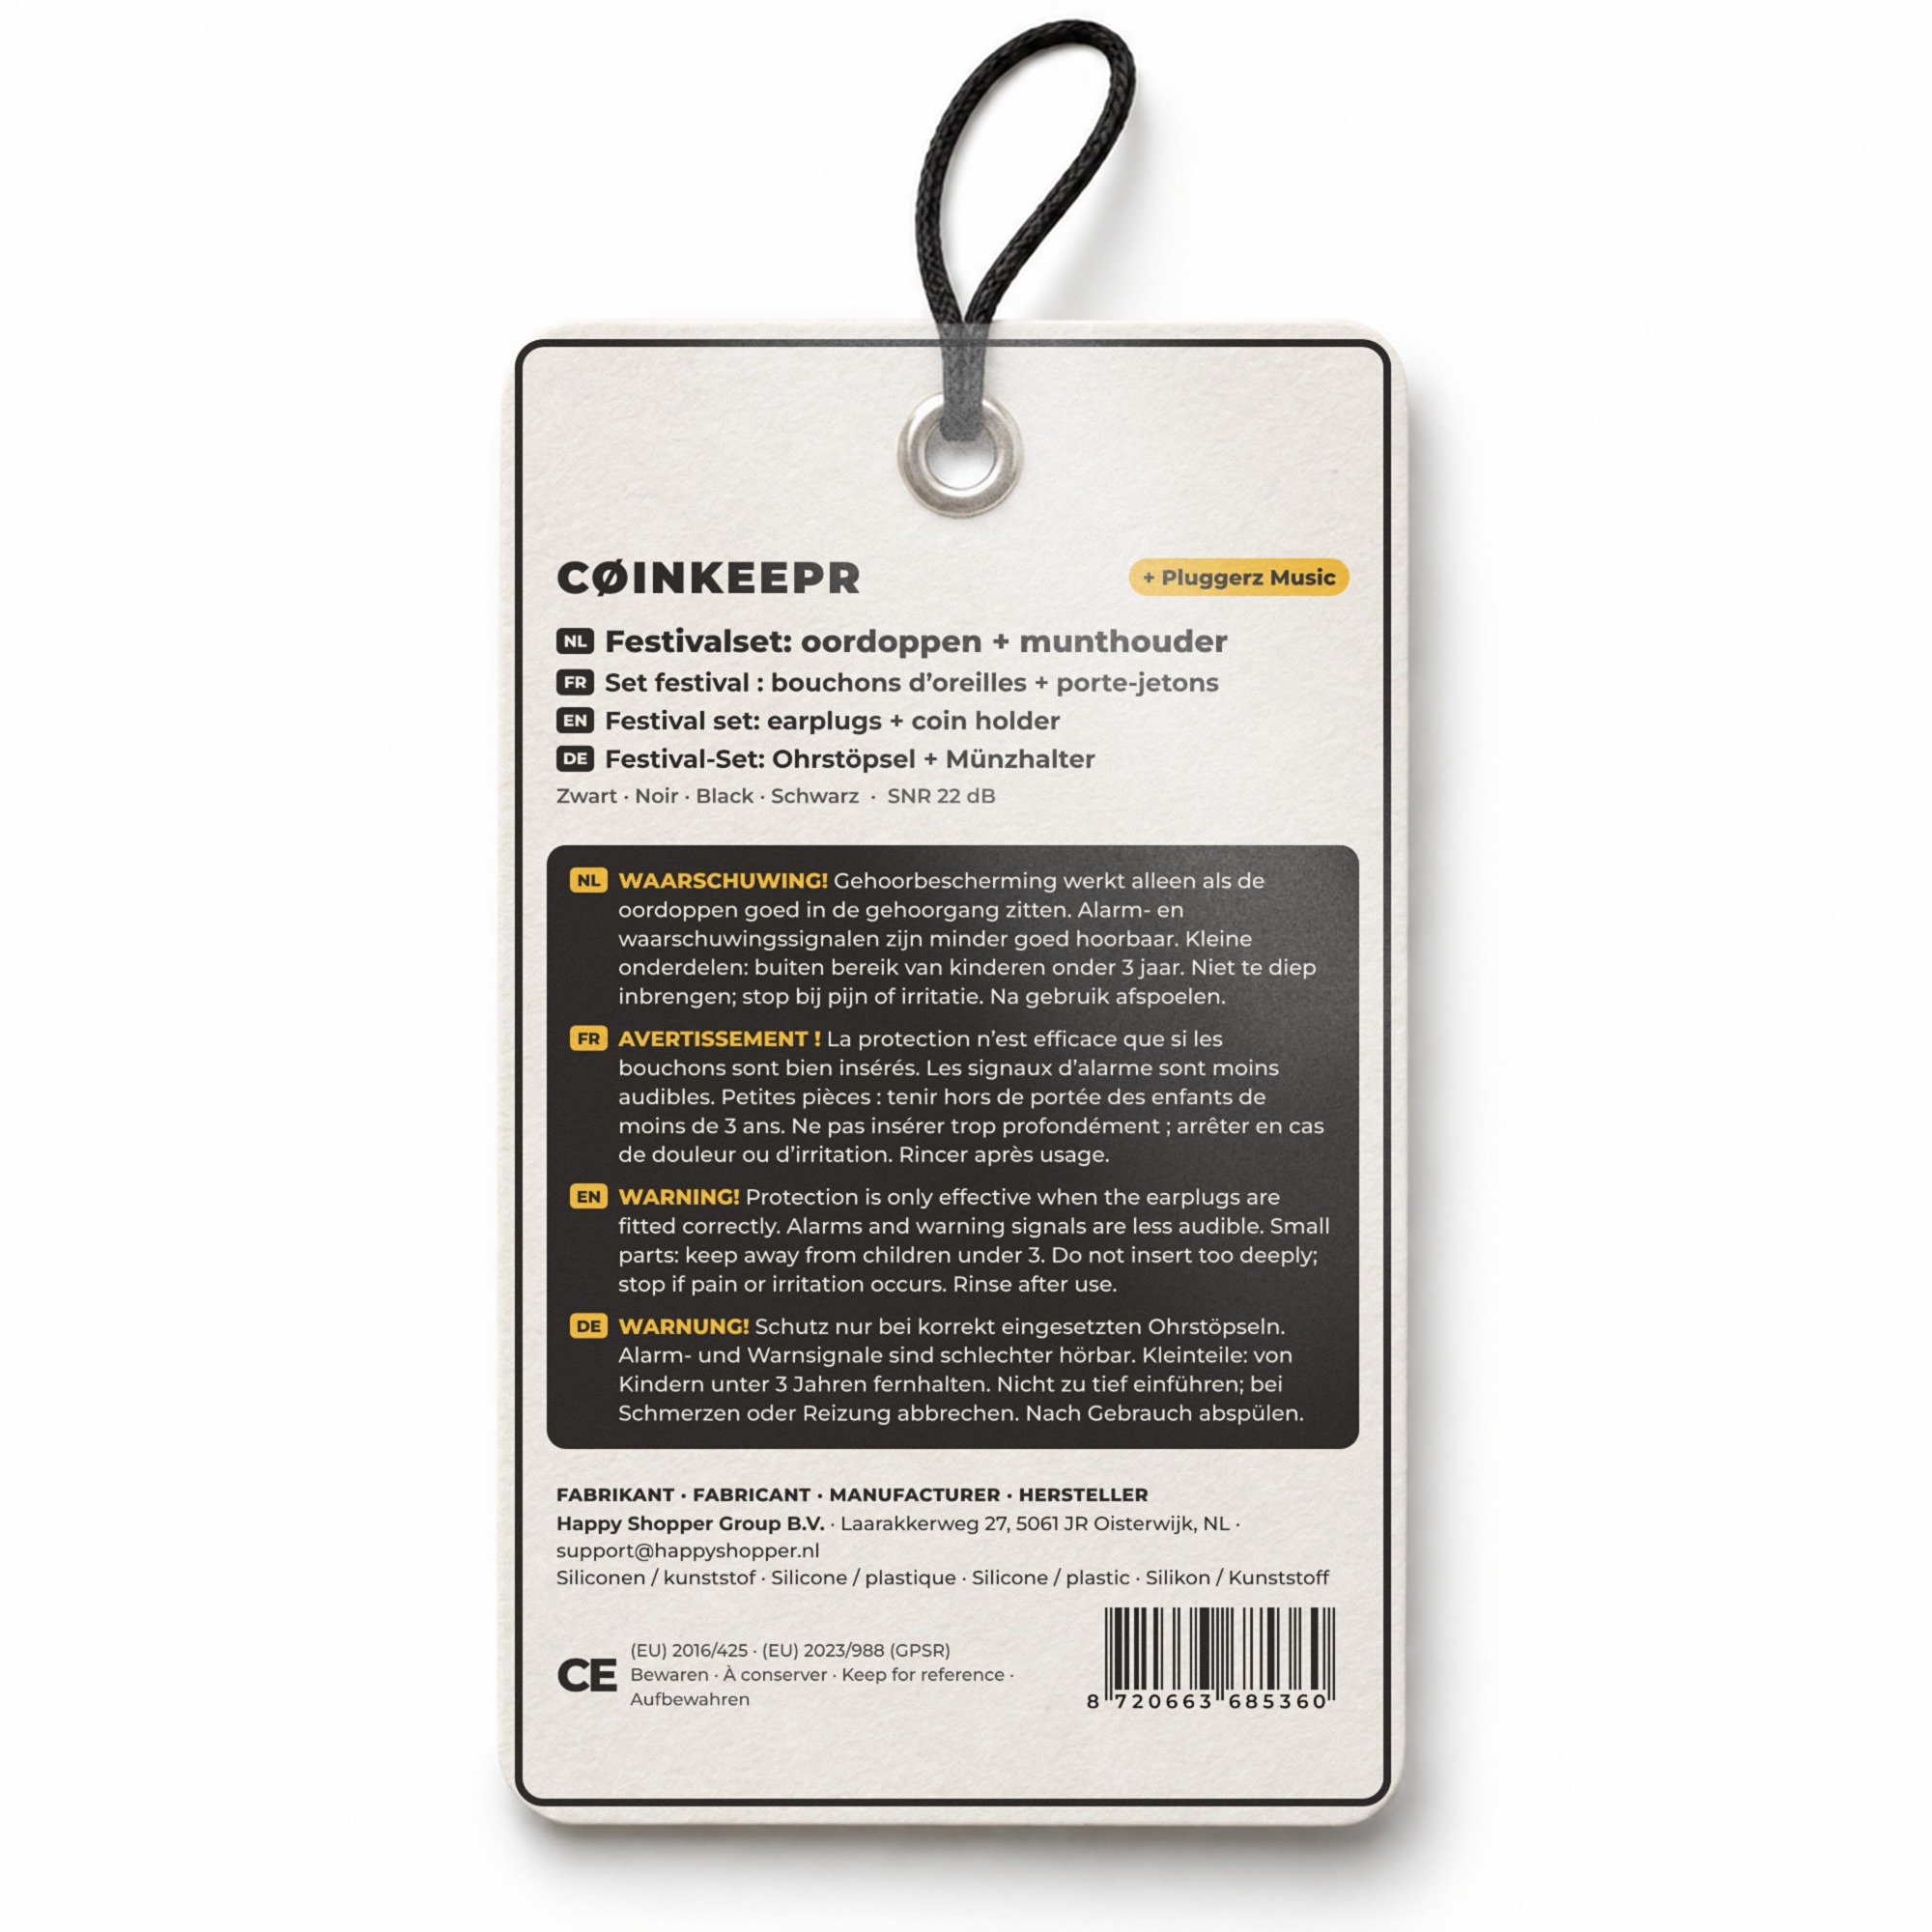 CØINKEEPR
+ Pluggerz Music
NL Festivalset: oordoppen + munthouder
FR Set festival : bouchons d’oreilles + porte-jetons
EN Festival set: earplugs + coin holder
DE Festival-Set: Ohrstöpsel + Münzhalter
Zwart · Noir · Black · Schwarz · SNR 22 dB
NL WAARSCHUWING! Gehoorbescherming werkt alleen als de
oordoppen goed in de gehoorgang zitten. Alarm- en
waarschuwingssignalen zijn minder goed hoorbaar. Kleine
onderdelen: buiten bereik van kinderen onder 3 jaar. Niet te diep
inbrengen; stop bij pijn of irritatie. Na gebruik afspoelen.
FR AVERTISSEMENT ! La protection n’est efficace que si les
bouchons sont bien insérés. Les signaux d’alarme sont moins
audibles. Petites pièces : tenir hors de portée des enfants de
moins de 3 ans. Ne pas insérer trop profondément ; arrêter en cas
de douleur ou d’irritation. Rincer après usage.
EN WARNING! Protection is only effective when the earplugs are
fitted correctly. Alarms and warning signals are less audible. Small
parts: keep away from children under 3. Do not insert too deeply;
stop if pain or irritation occurs. Rinse after use.
DE WARNUNG! Schutz nur bei korrekt eingesetzten Ohrstöpseln.
Alarm- und Warnsignale sind schlechter hörbar. Kleinteile: von
Kindern unter 3 Jahren fernhalten. Nicht zu tief einführen; bei
Schmerzen oder Reizung abbrechen. Nach Gebrauch abspülen.
FABRIKANT · FABRICANT · MANUFACTURER · HERSTELLER
Happy Shopper Group B.V. · Laarakkerweg 27, 5061 JR Oisterwijk, NL ·
support@happyshopper.nl
Siliconen / kunststof · Silicone / plastique · Silicone / plastic · Silikon / Kunststoff
CE
(EU) 2016/425 · (EU) 2023/988 (GPSR)
Bewaren · À conserver · Keep for reference ·
Aufbewahren
8 720663 685360